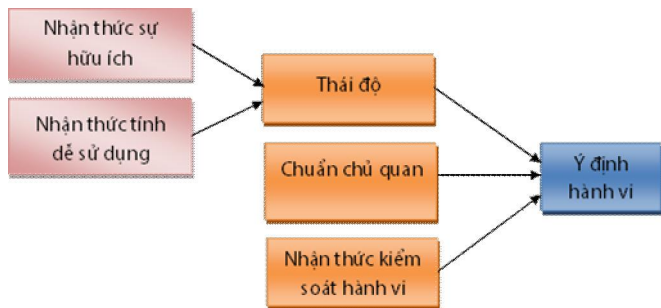 Nhận thức sự
hữu ích
Nhận thức tính
dễ sử dụng
Thái độ
Chuẩn chủ quan
Nhận thức kiểm
soát hành vi
Ý định
hành vi